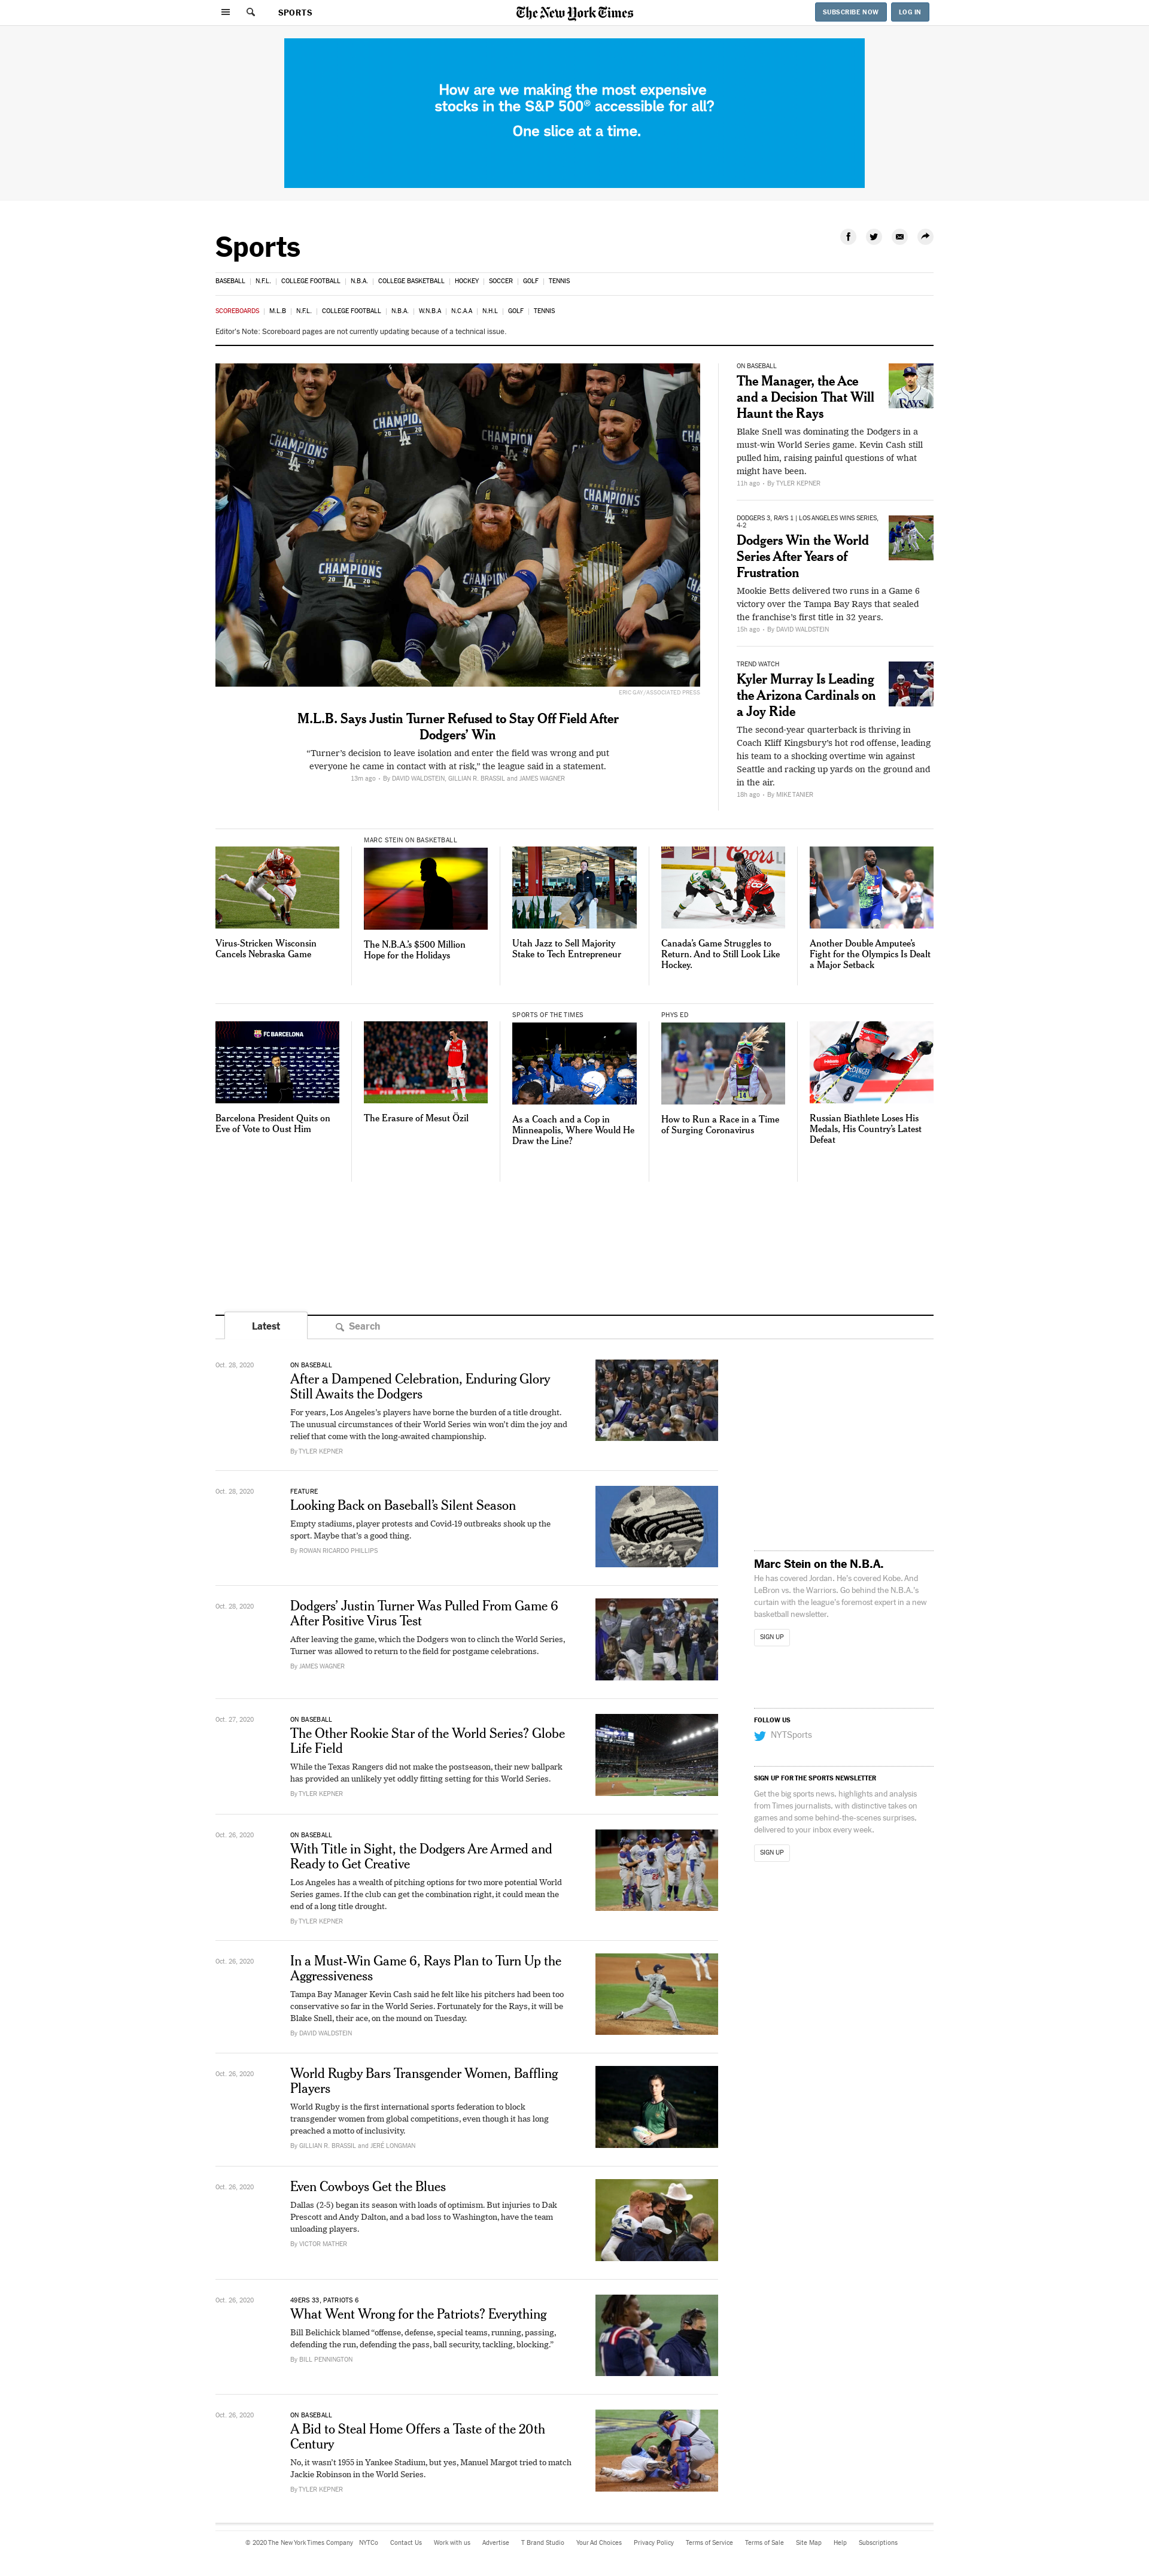 SPORTS
The New York Times
SUBSCRIBE NOW
LOG IN
How are we making the most expensive
stocks in the S&P 500® accessible for all?
One slice at a time.
Sports
BASEBALL | N.F.L. | COLLEGE FOOTBALL | N.B.A. | COLLEGE BASKETBALL | HOCKEY | SOCCER | GOLF | TENNIS
SCOREBOARDS | M.L.B | N.F.L. | COLLEGE FOOTBALL | N.B.A. | W.N.B.A | N.C.A.A | N.H.L | GOLF | TENNIS
Editor's Note: Scoreboard pages are not currently updating because of a technical issue.
ERIC GAY/ASSOCIATED PRESS
M.L.B. Says Justin Turner Refused to Stay Off Field After
Dodgers’ Win
“Turner’s decision to leave isolation and enter the field was wrong and put
everyone he came in contact with at risk,” the league said in a statement.
13m ago • By DAVID WALDSTEIN, GILLIAN R. BRASSIL and JAMES WAGNER
ON BASEBALL
The Manager, the Ace
and a Decision That Will
Haunt the Rays
Blake Snell was dominating the Dodgers in a
must-win World Series game. Kevin Cash still
pulled him, raising painful questions of what
might have been.
11h ago • By TYLER KEPNER
DODGERS 3, RAYS 1 | LOS ANGELES WINS SERIES,
4-2
Dodgers Win the World
Series After Years of
Frustration
Mookie Betts delivered two runs in a Game 6
victory over the Tampa Bay Rays that sealed
the franchise’s first title in 32 years.
15h ago • By DAVID WALDSTEIN
TREND WATCH
Kyler Murray Is Leading
the Arizona Cardinals on
a Joy Ride
The second-year quarterback is thriving in
Coach Kliff Kingsbury’s hot rod offense, leading
his team to a shocking overtime win against
Seattle and racking up yards on the ground and
in the air.
18h ago • By MIKE TANIER
Virus-Stricken Wisconsin
Cancels Nebraska Game
MARC STEIN ON BASKETBALL
The N.B.A.’s $500 Million
Hope for the Holidays
Utah Jazz to Sell Majority
Stake to Tech Entrepreneur
Canada’s Game Struggles to
Return. And to Still Look Like
Hockey.
Another Double Amputee’s
Fight for the Olympics Is Dealt
a Major Setback
FC BARCELONA
Barcelona President Quits on
Eve of Vote to Oust Him
The Erasure of Mesut Özil
SPORTS OF THE TIMES
As a Coach and a Cop in
Minneapolis, Where Would He
Draw the Line?
PHYS ED
How to Run a Race in a Time
of Surging Coronavirus
Russian Biathlete Loses His
Medals, His Country’s Latest
Defeat
Latest
Search
Oct. 28, 2020
ON BASEBALL
After a Dampened Celebration, Enduring Glory
Still Awaits the Dodgers
For years, Los Angeles’s players have borne the burden of a title drought.
The unusual circumstances of their World Series win won’t dim the joy and
relief that come with the long-awaited championship.
By TYLER KEPNER
Oct. 28, 2020
FEATURE
Looking Back on Baseball’s Silent Season
Empty stadiums, player protests and Covid-19 outbreaks shook up the
sport. Maybe that’s a good thing.
By ROWAN RICARDO PHILLIPS
Oct. 28, 2020
Dodgers’ Justin Turner Was Pulled From Game 6
After Positive Virus Test
After leaving the game, which the Dodgers won to clinch the World Series,
Turner was allowed to return to the field for postgame celebrations.
By JAMES WAGNER
Oct. 27, 2020
ON BASEBALL
The Other Rookie Star of the World Series? Globe
Life Field
While the Texas Rangers did not make the postseason, their new ballpark
has provided an unlikely yet oddly fitting setting for this World Series.
By TYLER KEPNER
Oct. 26, 2020
ON BASEBALL
With Title in Sight, the Dodgers Are Armed and
Ready to Get Creative
Los Angeles has a wealth of pitching options for two more potential World
Series games. If the club can get the combination right, it could mean the
end of a long title drought.
By TYLER KEPNER
Oct. 26, 2020
In a Must-Win Game 6, Rays Plan to Turn Up the
Aggressiveness
Tampa Bay Manager Kevin Cash said he felt like his pitchers had been too
conservative so far in the World Series. Fortunately for the Rays, it will be
Blake Snell, their ace, on the mound on Tuesday.
By DAVID WALDSTEIN
Oct. 26, 2020
World Rugby Bars Transgender Women, Baffling
Players
World Rugby is the first international sports federation to block
transgender women from global competitions, even though it has long
preached a motto of inclusivity.
By GILLIAN R. BRASSIL and JERÉ LONGMAN
Oct. 26, 2020
Even Cowboys Get the Blues
Dallas (2-5) began its season with loads of optimism. But injuries to Dak
Prescott and Andy Dalton, and a bad loss to Washington, have the team
unloading players.
By VICTOR MATHER
Oct. 26, 2020
49ERS 33, PATRIOTS 6
What Went Wrong for the Patriots? Everything
Bill Belichick blamed “offense, defense, special teams, running, passing,
defending the run, defending the pass, ball security, tackling, blocking.”
By BILL PENNINGTON
Oct. 26, 2020
ON BASEBALL
A Bid to Steal Home Offers a Taste of the 20th
Century
No, it wasn’t 1955 in Yankee Stadium, but yes, Manuel Margot tried to match
Jackie Robinson in the World Series.
By TYLER KEPNER
Marc Stein on the N.B.A.
He has covered Jordan. He’s covered Kobe. And
LeBron vs. the Warriors. Go behind the N.B.A.’s
curtain with the league’s foremost expert in a new
basketball newsletter.
SIGN UP
FOLLOW US
NYTSports
SIGN UP FOR THE SPORTS NEWSLETTER
Get the big sports news, highlights and analysis
from Times journalists, with distinctive takes on
games and some behind-the-scenes surprises,
delivered to your inbox every week.
SIGN UP
© 2020 The New York Times Company NYTCo Contact Us Work with us Advertise T Brand Studio Your Ad Choices Privacy Policy Terms of Service Terms of Sale Site Map Help Subscriptions